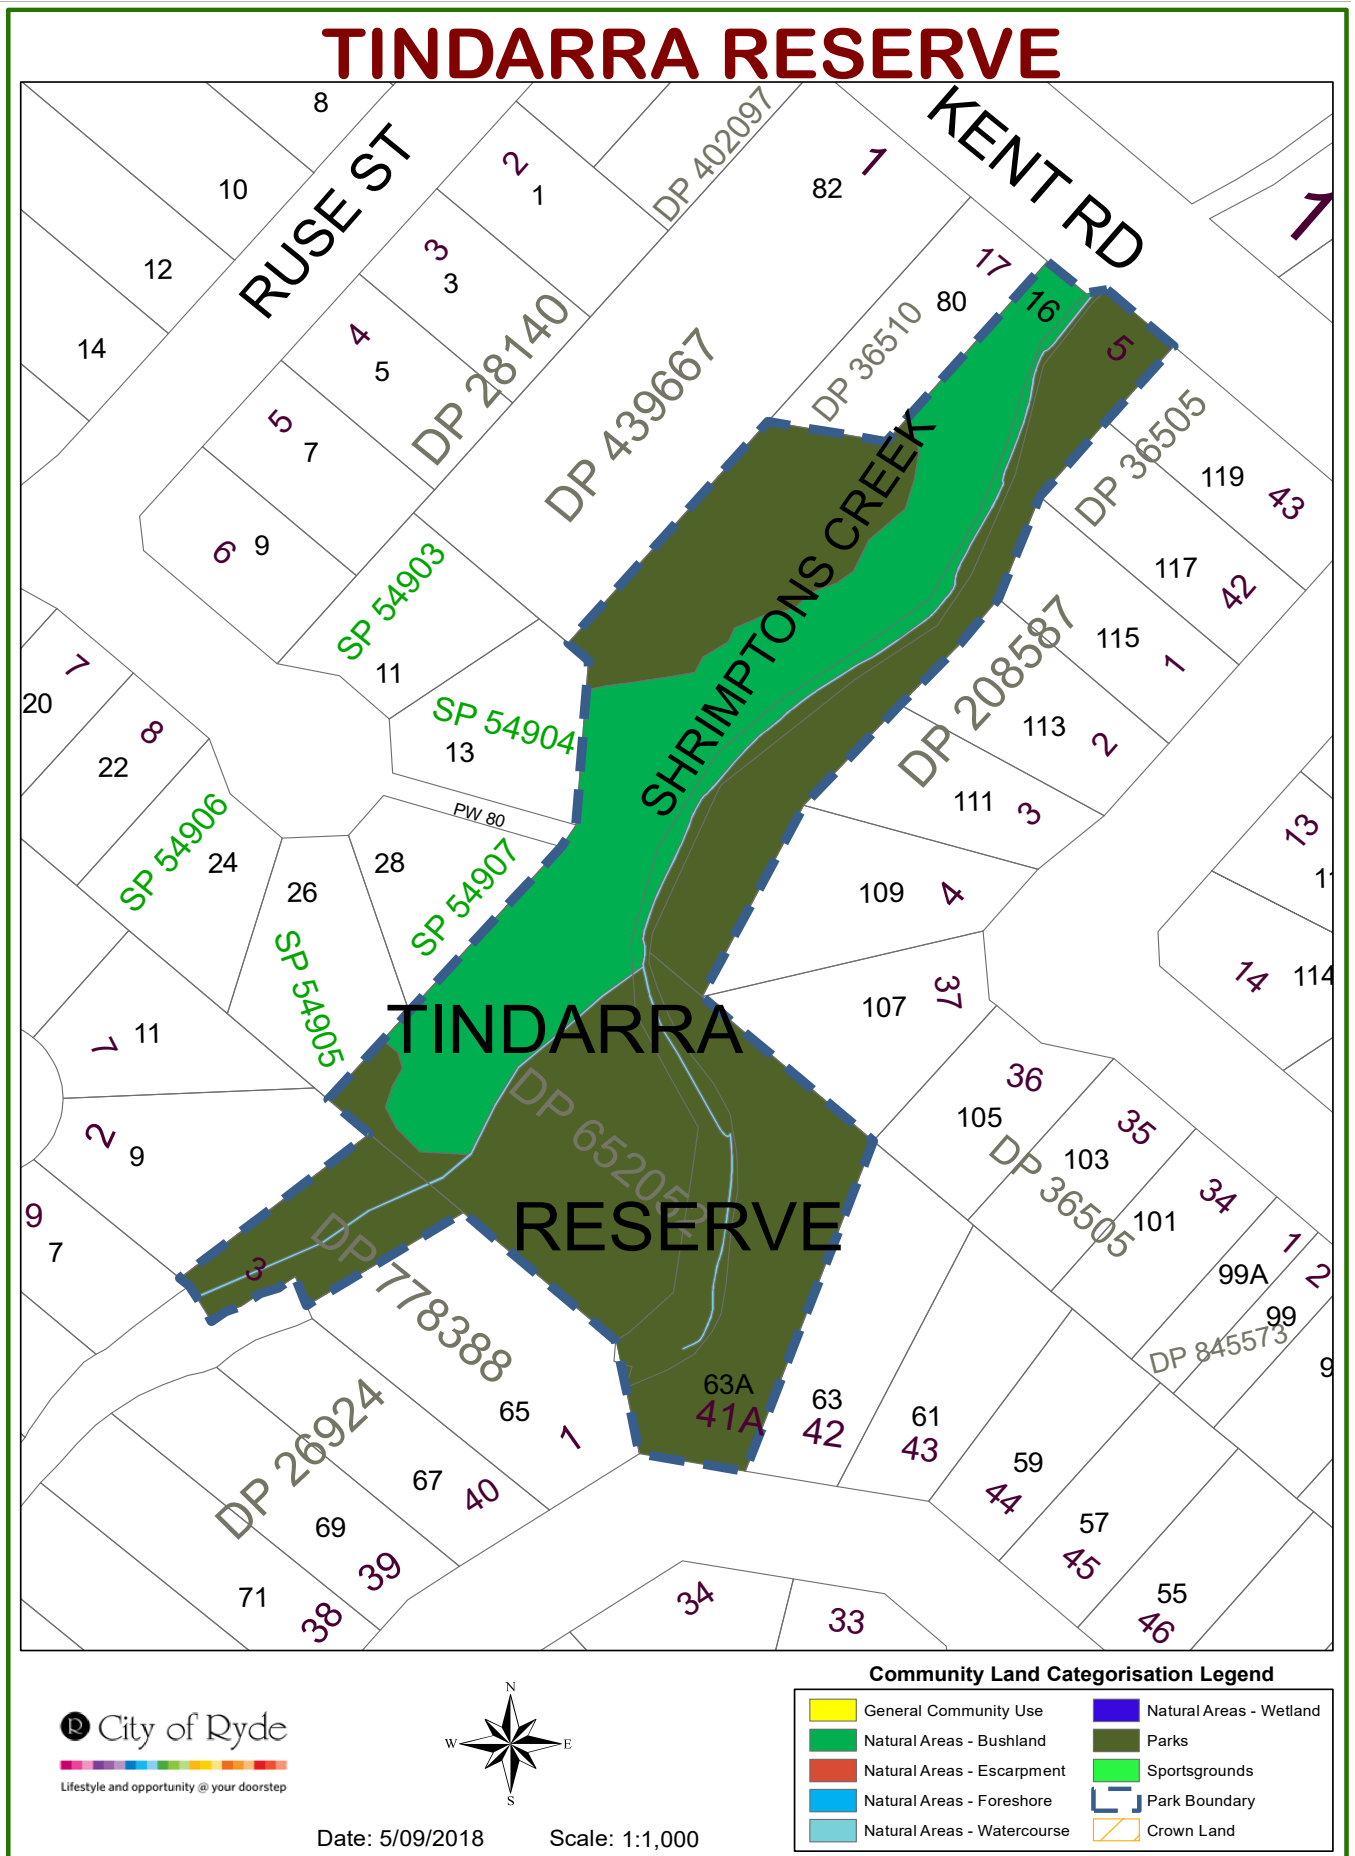 TINDARRA RESERVE
8
10
12
14
RUSE ST
2
1
3
3
4
5
5
7
6
9
DP 28140
DP 402097
82
1
KENT RD
1
17
80
16
5
DP 36510
DP 439667
DP 36505
119
43
117
42
115
1
113
2
111
3
DP 208587
109
4
107
37
SHRIMPTONS CREEK
SP 54903
11
SP 54904
13
PW 80
7
20
8
22
SP 54906
24
26
28
SP 54907
SP 54905
7
11
2
9
9
7
13
11
14
114
TINDARRA
RESERVE
DP 652052
DP 778388
3
36
105
35
103
34
101
DP 36505
1
99A
2
99
9
DP 845573
63A
41A
63
42
61
43
59
44
57
45
55
46
65
1
67
40
69
39
71
38
DP 26924
34
33
Community Land Categorisation Legend
General Community Use
Natural Areas - Bushland
Natural Areas - Escarpment
Natural Areas - Foreshore
Natural Areas - Watercourse
Natural Areas - Wetland
Parks
Sportsgrounds
Park Boundary
Crown Land
R City of Ryde
Lifestyle and opportunity @ your doorstep
N
W
E
S
Date: 5/09/2018
Scale: 1:1,000